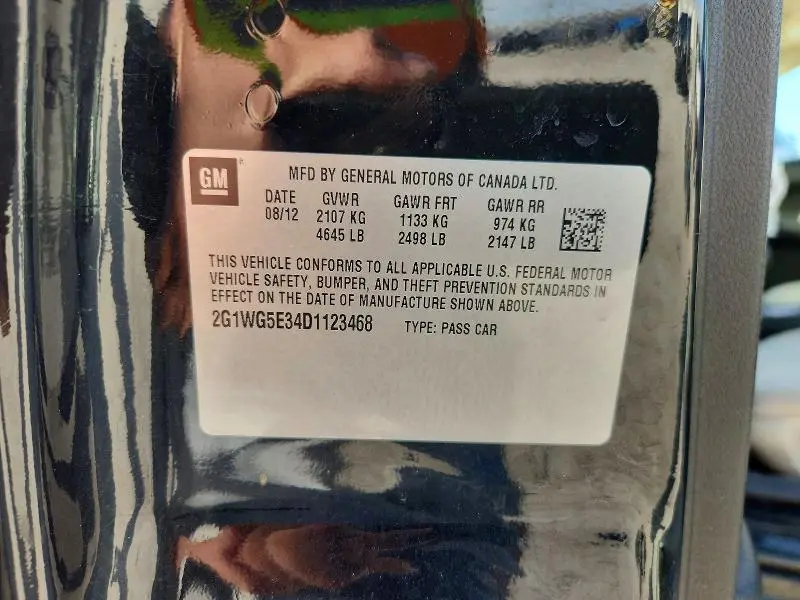 GM
MFD BY GENERAL MOTORS OF CANADA LTD.
DATE GVWR GAWR FRT GAWR RR
08/12 2107 KG 1133 KG 974 KG
4645 LB 2498 LB 2147 LB
THIS VEHICLE CONFORMS TO ALL APPLICABLE U.S. FEDERAL MOTOR
VEHICLE SAFETY, BUMPER, AND THEFT PREVENTION STANDARDS IN
EFFECT ON THE DATE OF MANUFACTURE SHOWN ABOVE.
2G1WG5E34D1123468 TYPE: PASS CAR